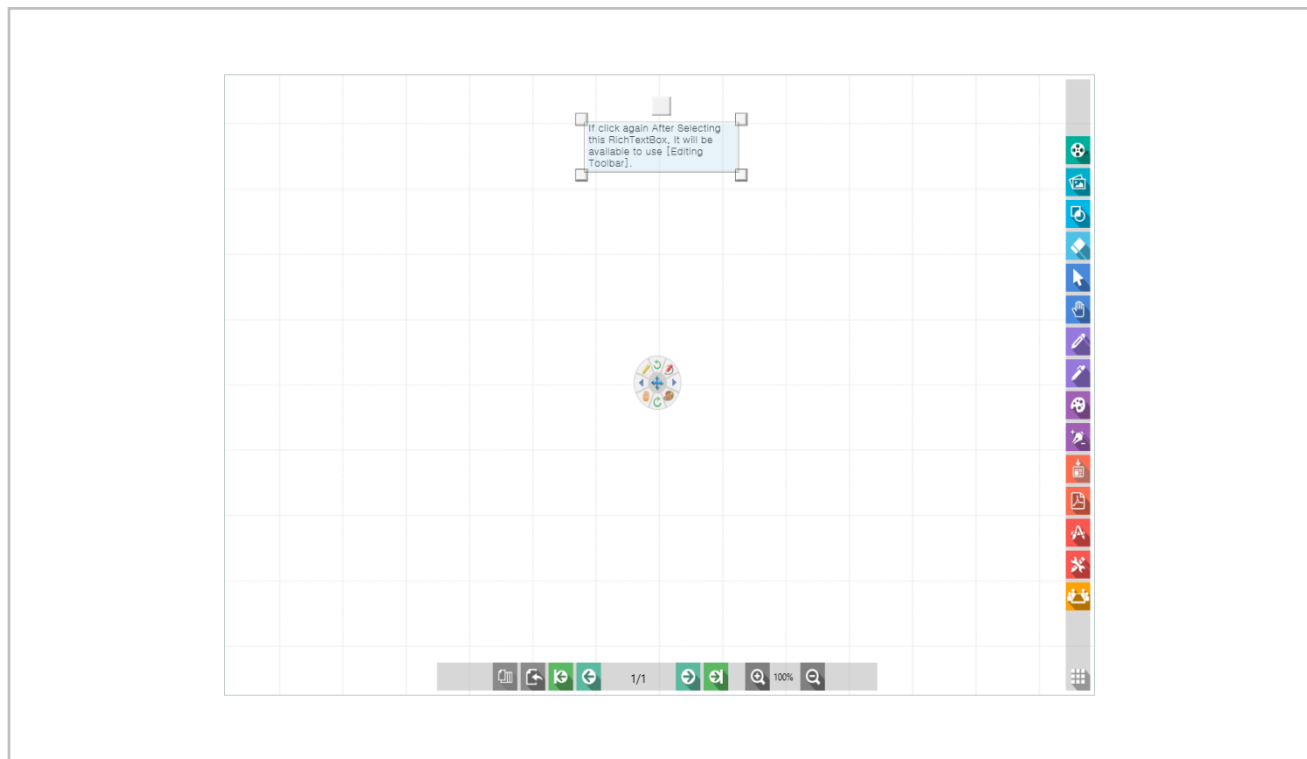 If click again After Selecting
this RichTextBox, It will be
available to use [Editing
Toolbar].
1/1
100%